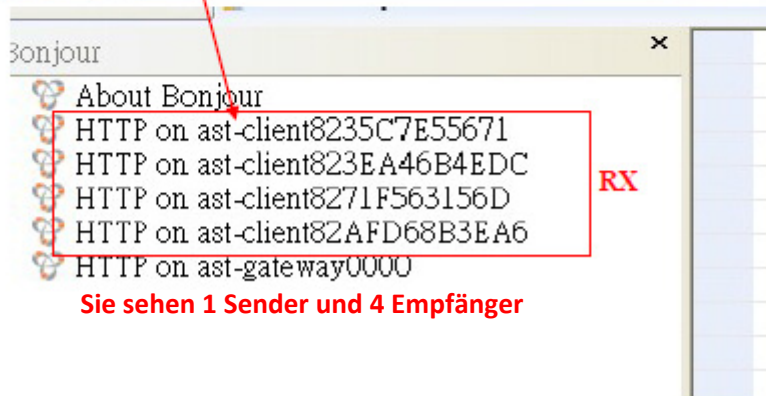 Bonjour
×
About Bonjour
HTTP on ast-client8235C7E55671
HTTP on ast-client823EA46B4EDC
HTTP on ast-client8271F563156D
HTTP on ast-client82AFD68B3EA6
RX
HTTP on ast-gateway0000
Sie sehen 1 Sender und 4 Empfänger